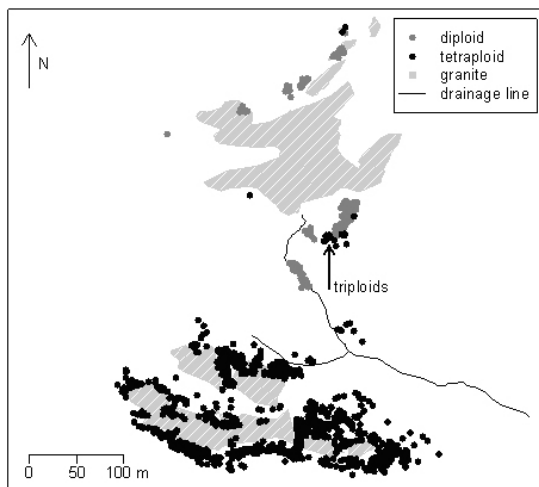 N
diploid
tetraploid
granite
drainage line
triploids
0 50 100 m